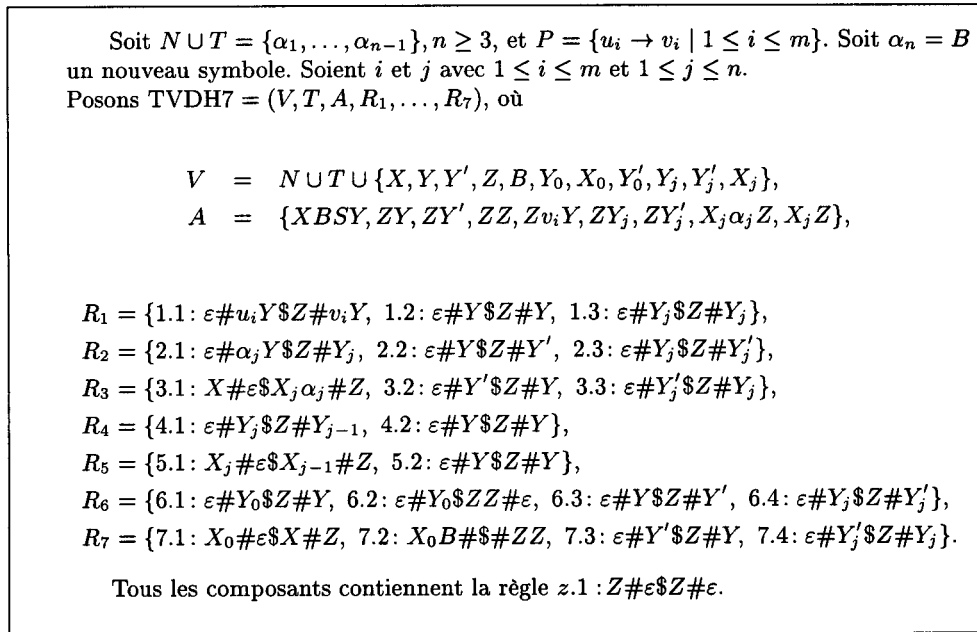 Soit N ∪ T = {α₁, . . . , αₙ₋₁}, n ≥ 3, et P = {uᵢ → vᵢ | 1 ≤ i ≤ m}. Soit αₙ = B
un nouveau symbole. Soient i et j avec 1 ≤ i ≤ m et 1 ≤ j ≤ n.
Posons TVDH7 = (V, T, A, R₁, . . . , R₇), où
V = N ∪ T ∪ {X, Y, Y′, Z, B, Y₀, X₀, Y′₀, Yⱼ, Y′ⱼ, Xⱼ},
A = {XBSY, ZY, ZY′, ZZ, ZvᵢY, ZYⱼ, ZY′ⱼ, XⱼαⱼZ, XⱼZ},
R₁ = {1.1: ε#uᵢY$Z#vᵢY, 1.2: ε#Y$Z#Y, 1.3: ε#Yⱼ$Z#Yⱼ},
R₂ = {2.1: ε#αⱼY$Z#Yⱼ, 2.2: ε#Y$Z#Y′, 2.3: ε#Yⱼ$Z#Y′ⱼ},
R₃ = {3.1: X#ε$Xⱼαⱼ#Z, 3.2: ε#Y′$Z#Y, 3.3: ε#Y′ⱼ$Z#Yⱼ},
R₄ = {4.1: ε#Yⱼ$Z#Yⱼ₋₁, 4.2: ε#Y$Z#Y},
R₅ = {5.1: Xⱼ#ε$Xⱼ₋₁#Z, 5.2: ε#Y$Z#Y},
R₆ = {6.1: ε#Y₀$Z#Y, 6.2: ε#Y₀$ZZ#ε, 6.3: ε#Y$Z#Y′, 6.4: ε#Yⱼ$Z#Y′ⱼ},
R₇ = {7.1: X₀#ε$X#Z, 7.2: X₀B#$#ZZ, 7.3: ε#Y′$Z#Y, 7.4: ε#Y′ⱼ$Z#Yⱼ}.
Tous les composants contiennent la règle z.1 : Z#ε$Z#ε.